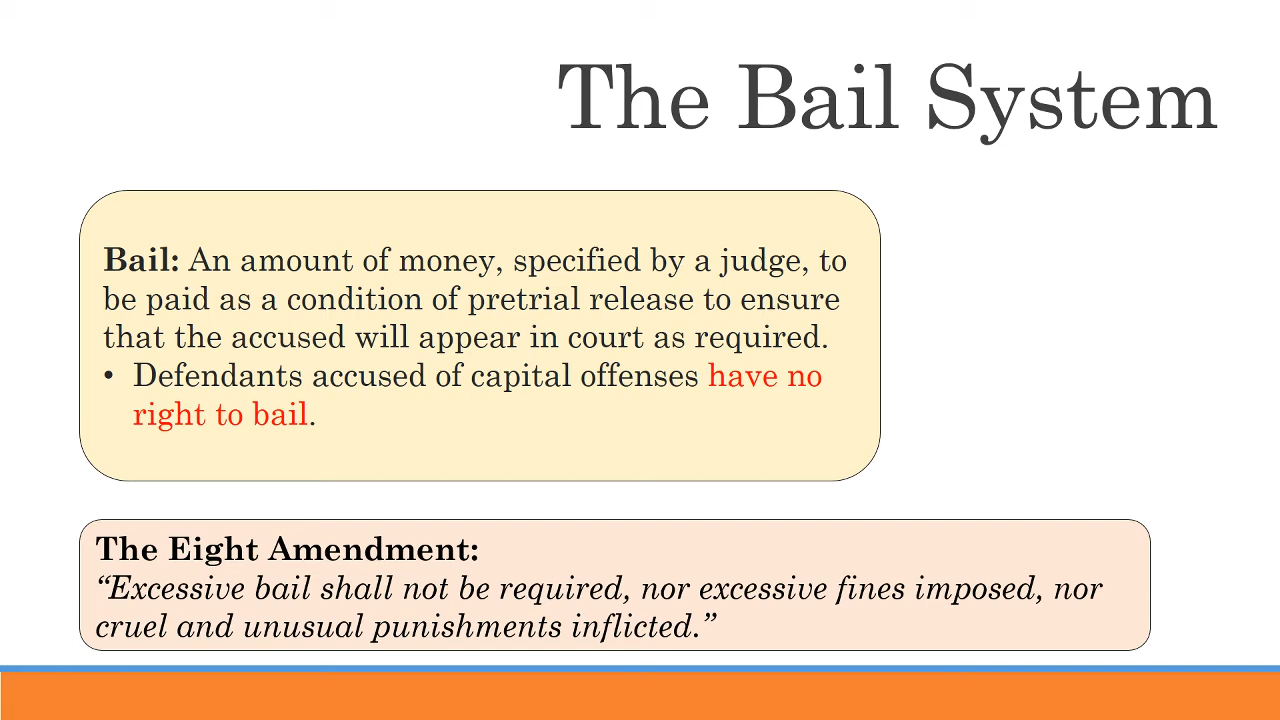 The Bail System
Bail: An amount of money, specified by a judge, to
be paid as a condition of pretrial release to ensure
that the accused will appear in court as required.
• Defendants accused of capital offenses have no
right to bail.
The Eight Amendment:
“Excessive bail shall not be required, nor excessive fines imposed, nor
cruel and unusual punishments inflicted.”